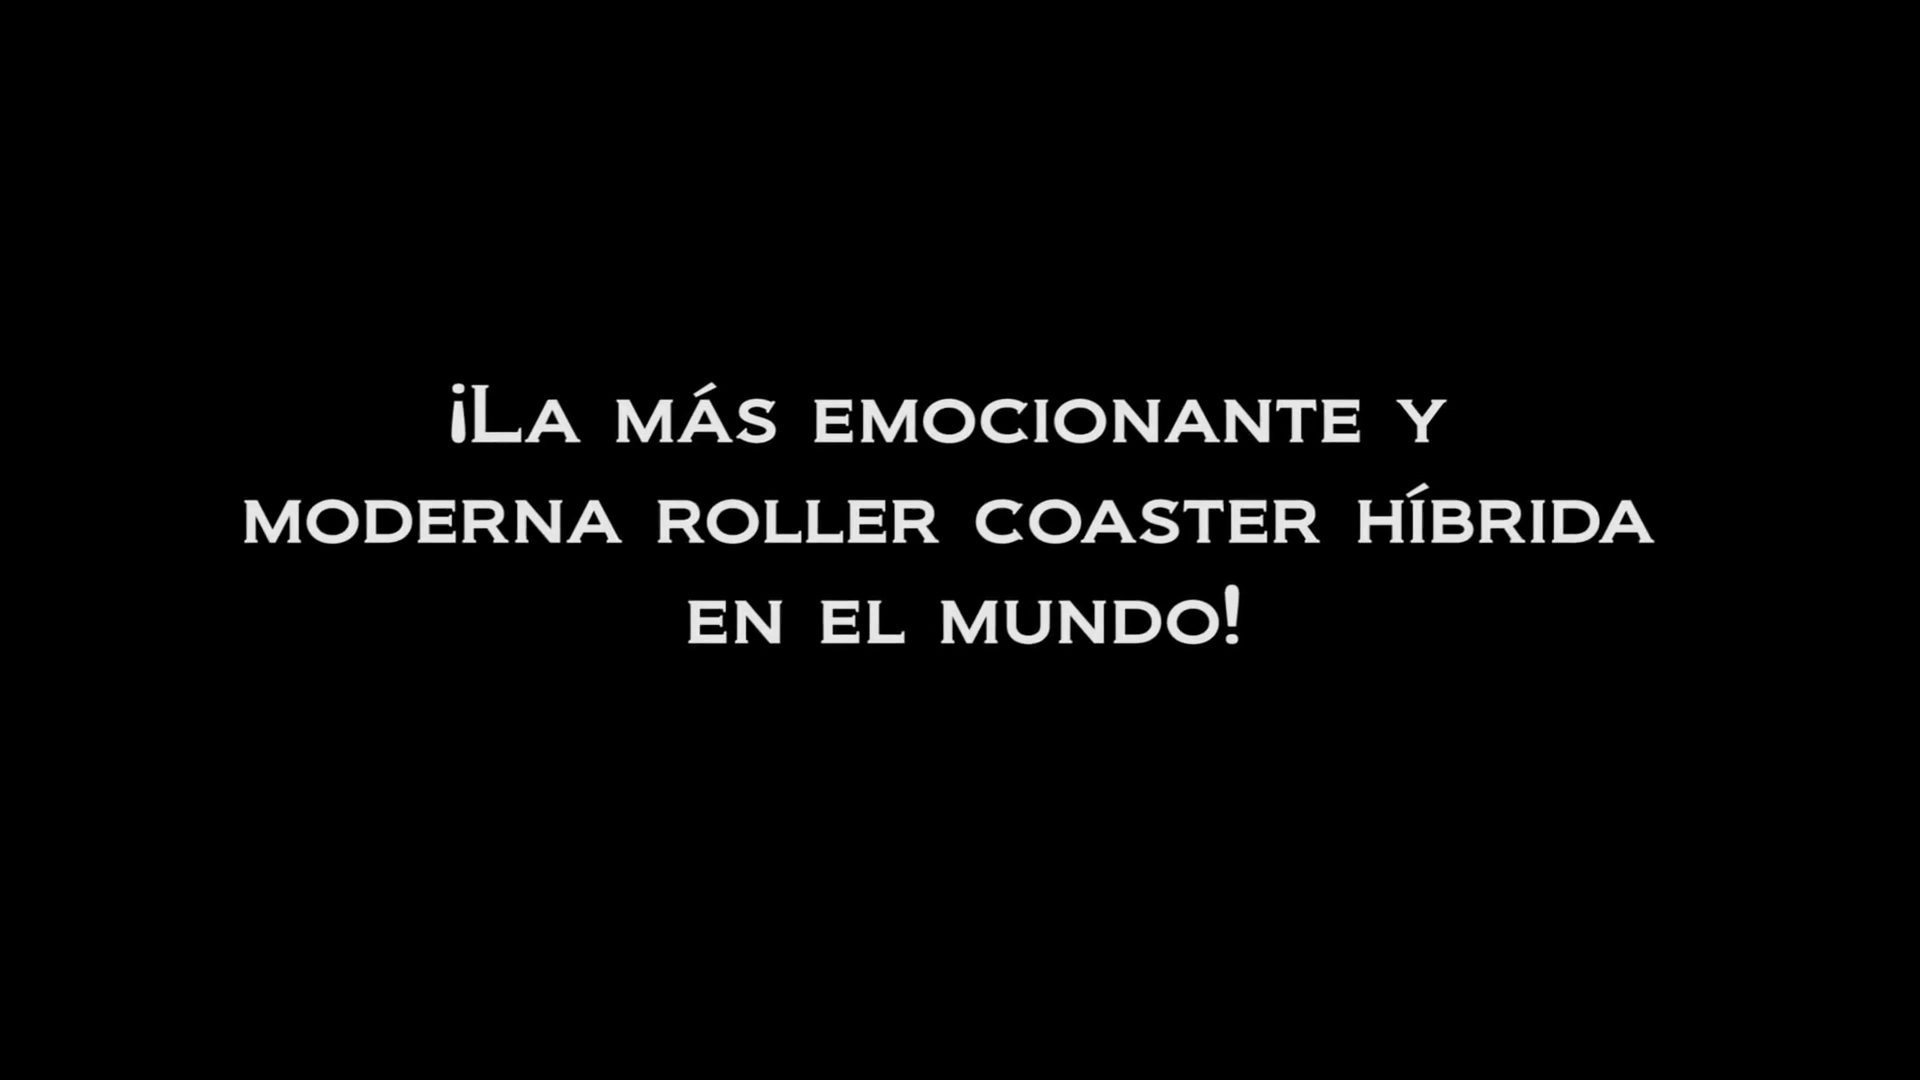 ¡La más emocionante y
moderna roller coaster híbrida
en el mundo!